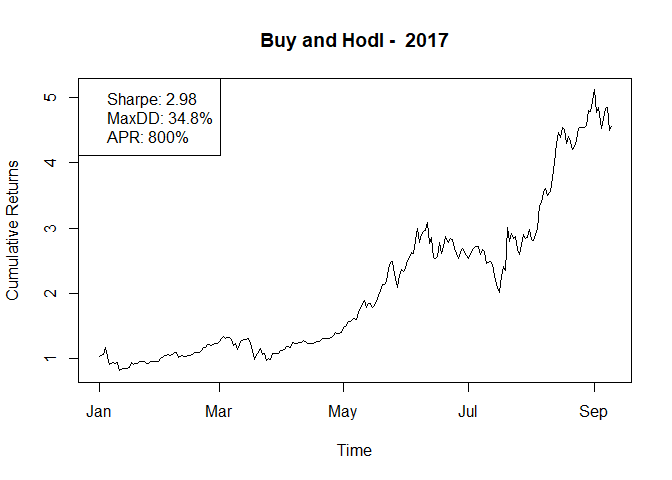 Buy and Hodl -  2017
Sharpe: 2.98
MaxDD: 34.8%
APR: 800%
Cumulative Returns
5
4
3
2
1
Jan Mar May Jul Sep
Time